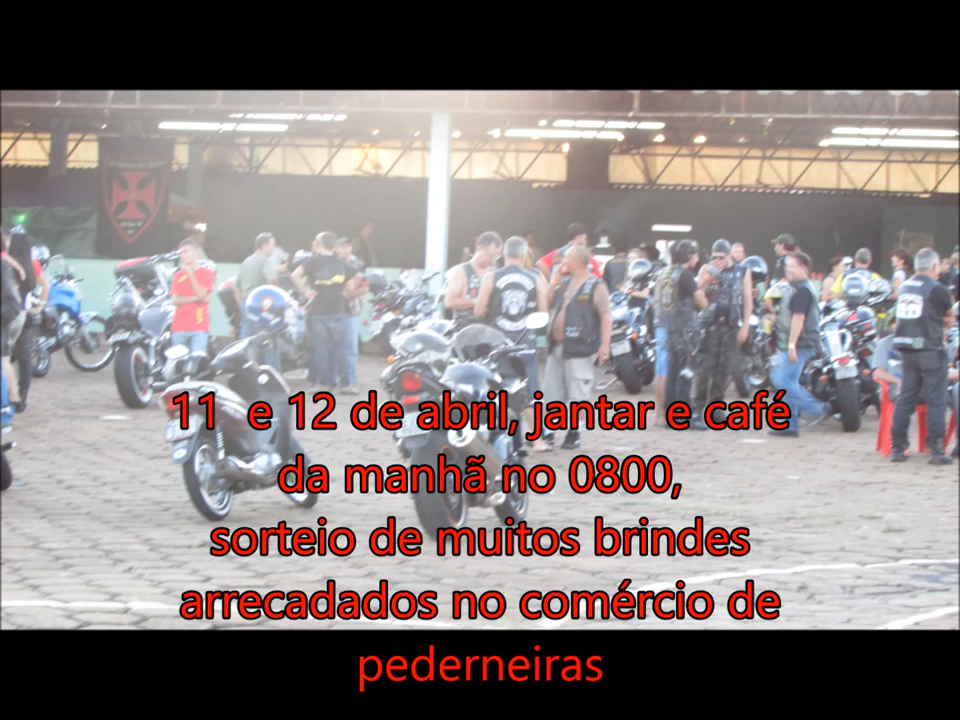 11 e 12 de abril, jantar e café
da manhã no 0800,
sorteio de muitos brindes
arrecadados no comércio de
pederneiras